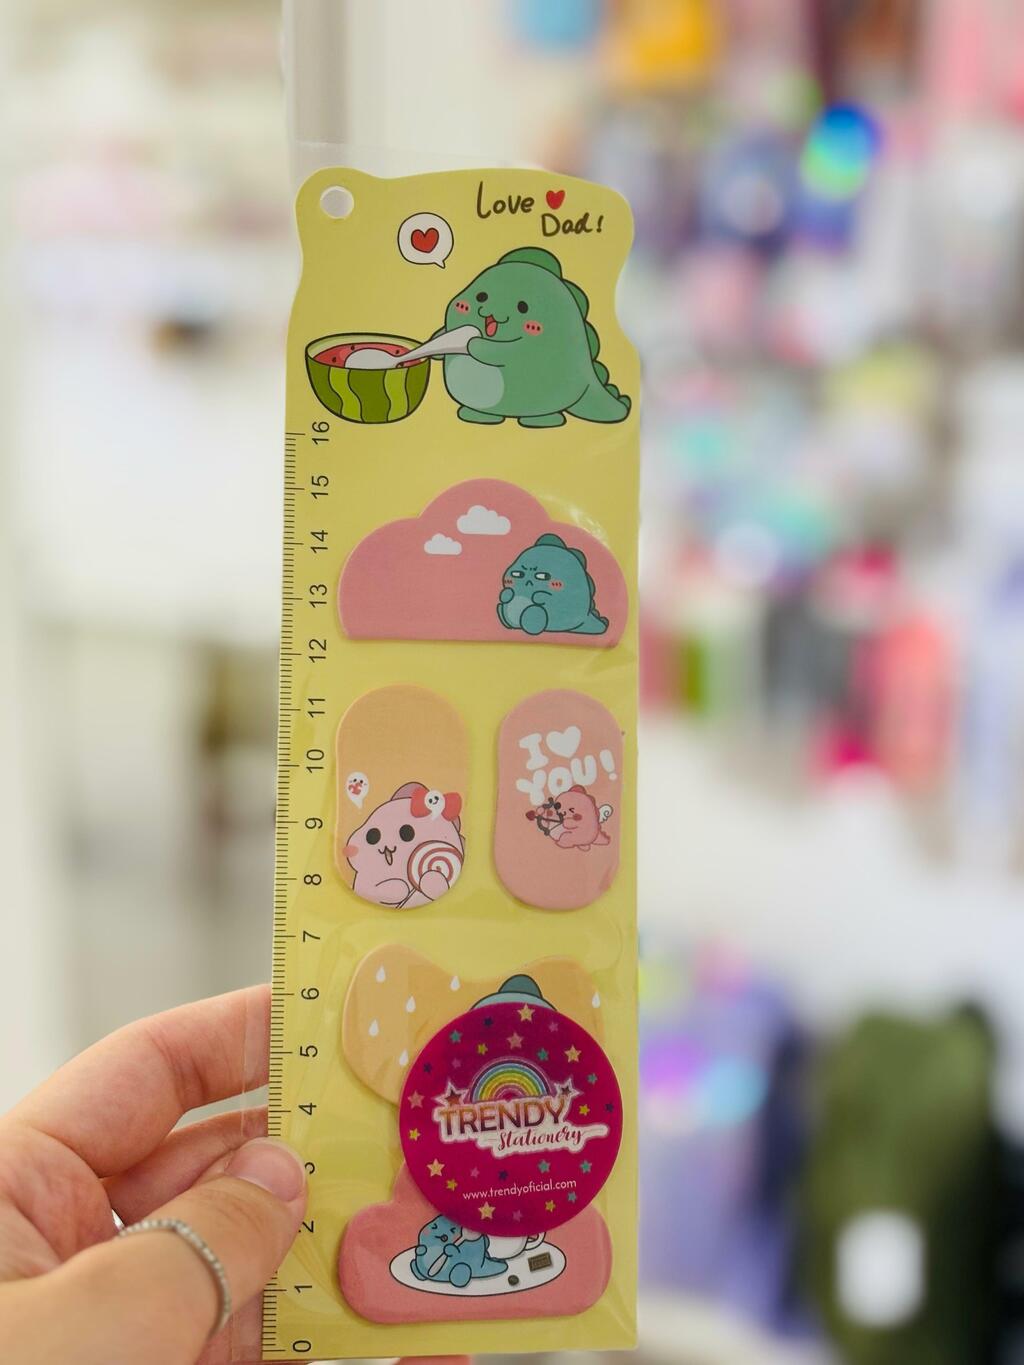 Love ❤
Dad!
16
15
14
13
12
11
10
I ♥
YOU!
9
8
7
6
5
4
TRENDY
Stationery
3
www.trendyoficial.com
2
1
0